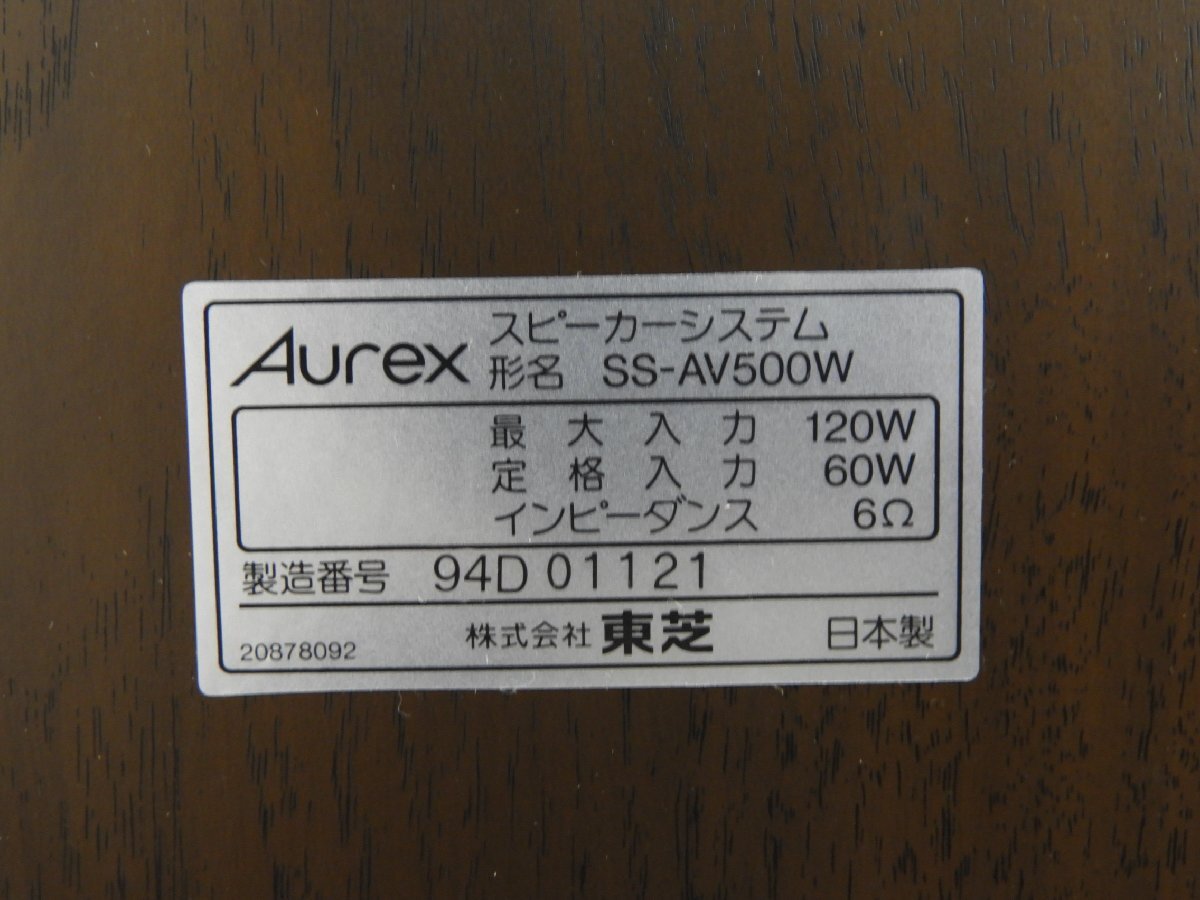 Aurex
スピーカーシステム
形名 SS-AV500W
最大入力 120W
定格入力 60W
インピーダンス 6Ω
製造番号 94D 01121
20878092 株式会社 東芝 日本製